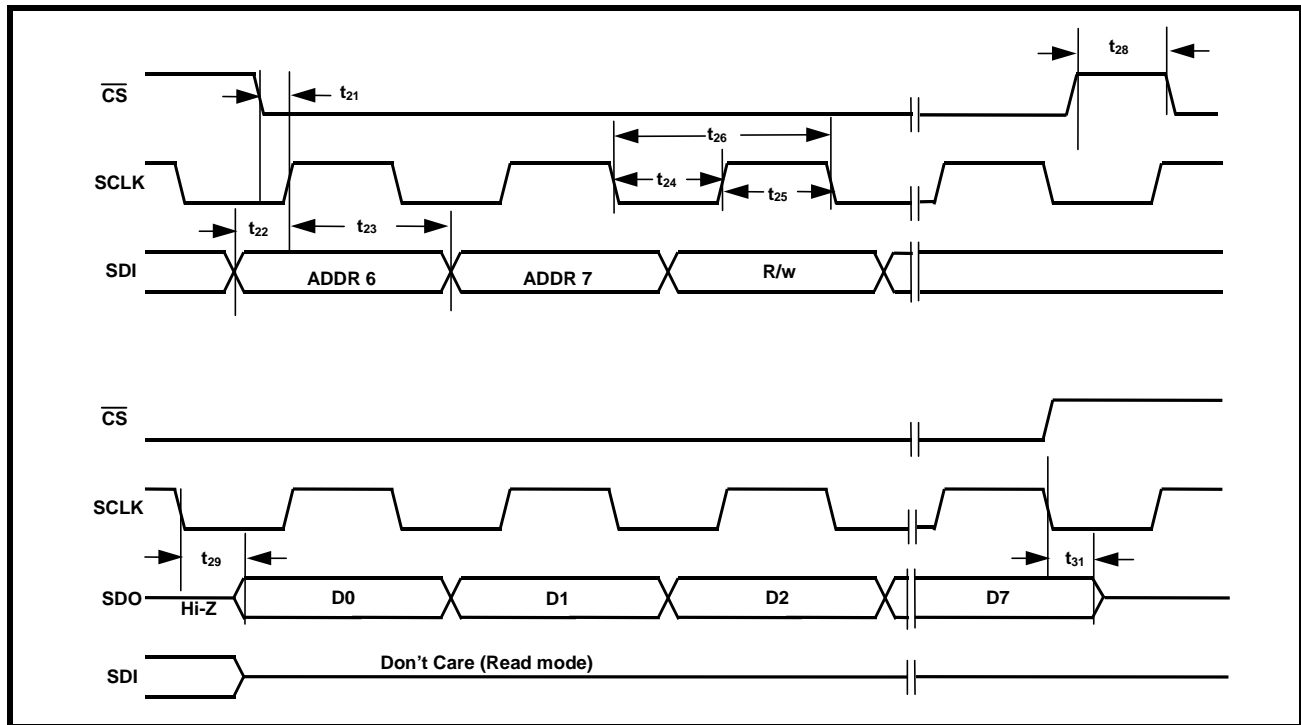 t28
CS
t21
t26
SCLK
t24
t25
t22
t23
SDI
ADDR 6
ADDR 7
R/w
CS
SCLK
t29
t31
SDO
Hi-Z
D0
D1
D2
D7
SDI
Don't Care (Read mode)